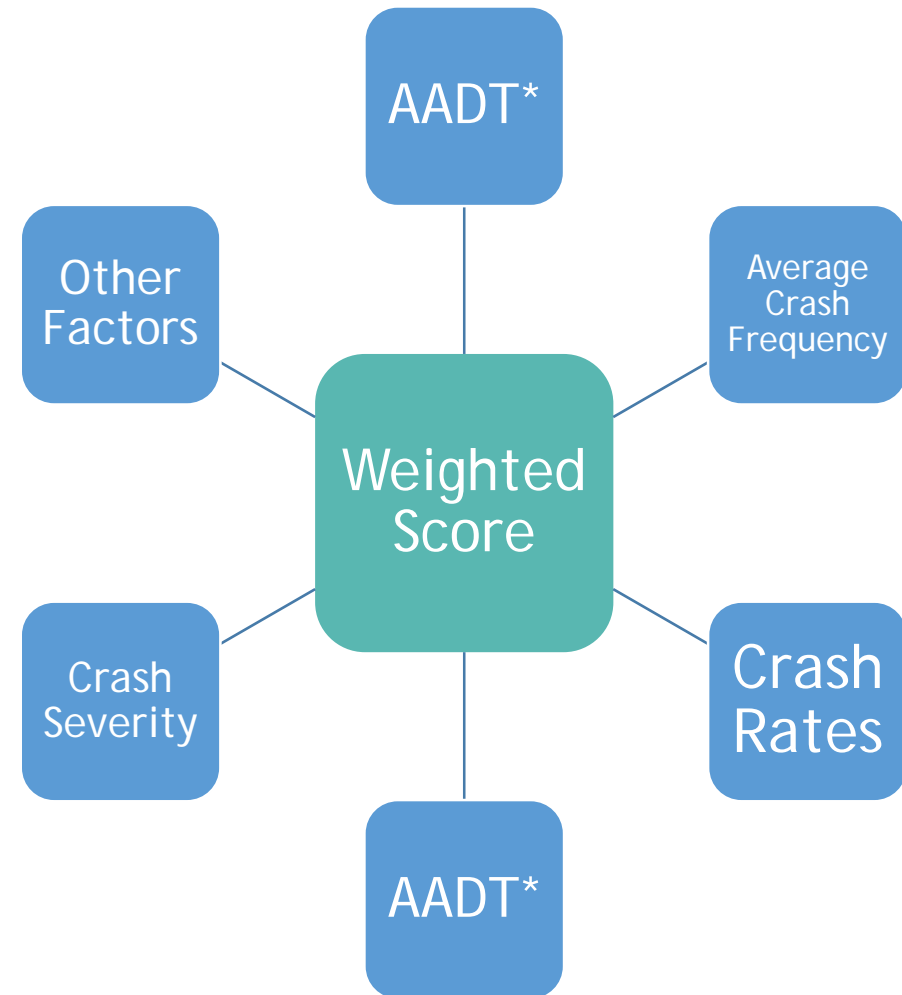 AADT*
Other
Factors
Average
Crash
Frequency
Weighted
Score
Crash
Severity
Crash
Rates
AADT*